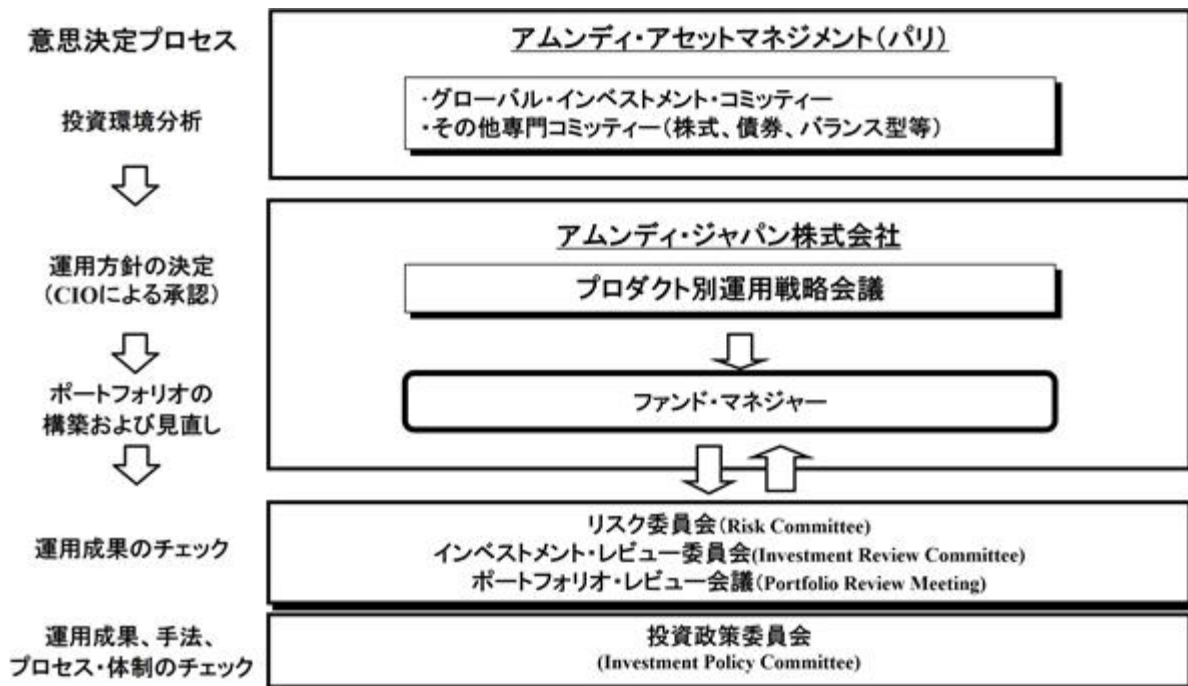 意思決定プロセス
アムンディ・アセットマネジメント(パリ)
投資環境分析
・グローバル・インベストメント・コミッティー
・その他専門コミッティー(株式、債券、バランス型等)
アムンディ・ジャパン株式会社
運用方針の決定
(CIOによる承認)
プロダクト別運用戦略会議
ポートフォリオの
構築および見直し
ファンド・マネジャー
運用成果のチェック
リスク委員会(Risk Committee)
インベストメント・レビュー委員会(Investment Review Committee)
ポートフォリオ・レビュー会議(Portfolio Review Meeting)
運用成果、手法、
プロセス・体制のチェック
投資政策委員会
(Investment Policy Committee)